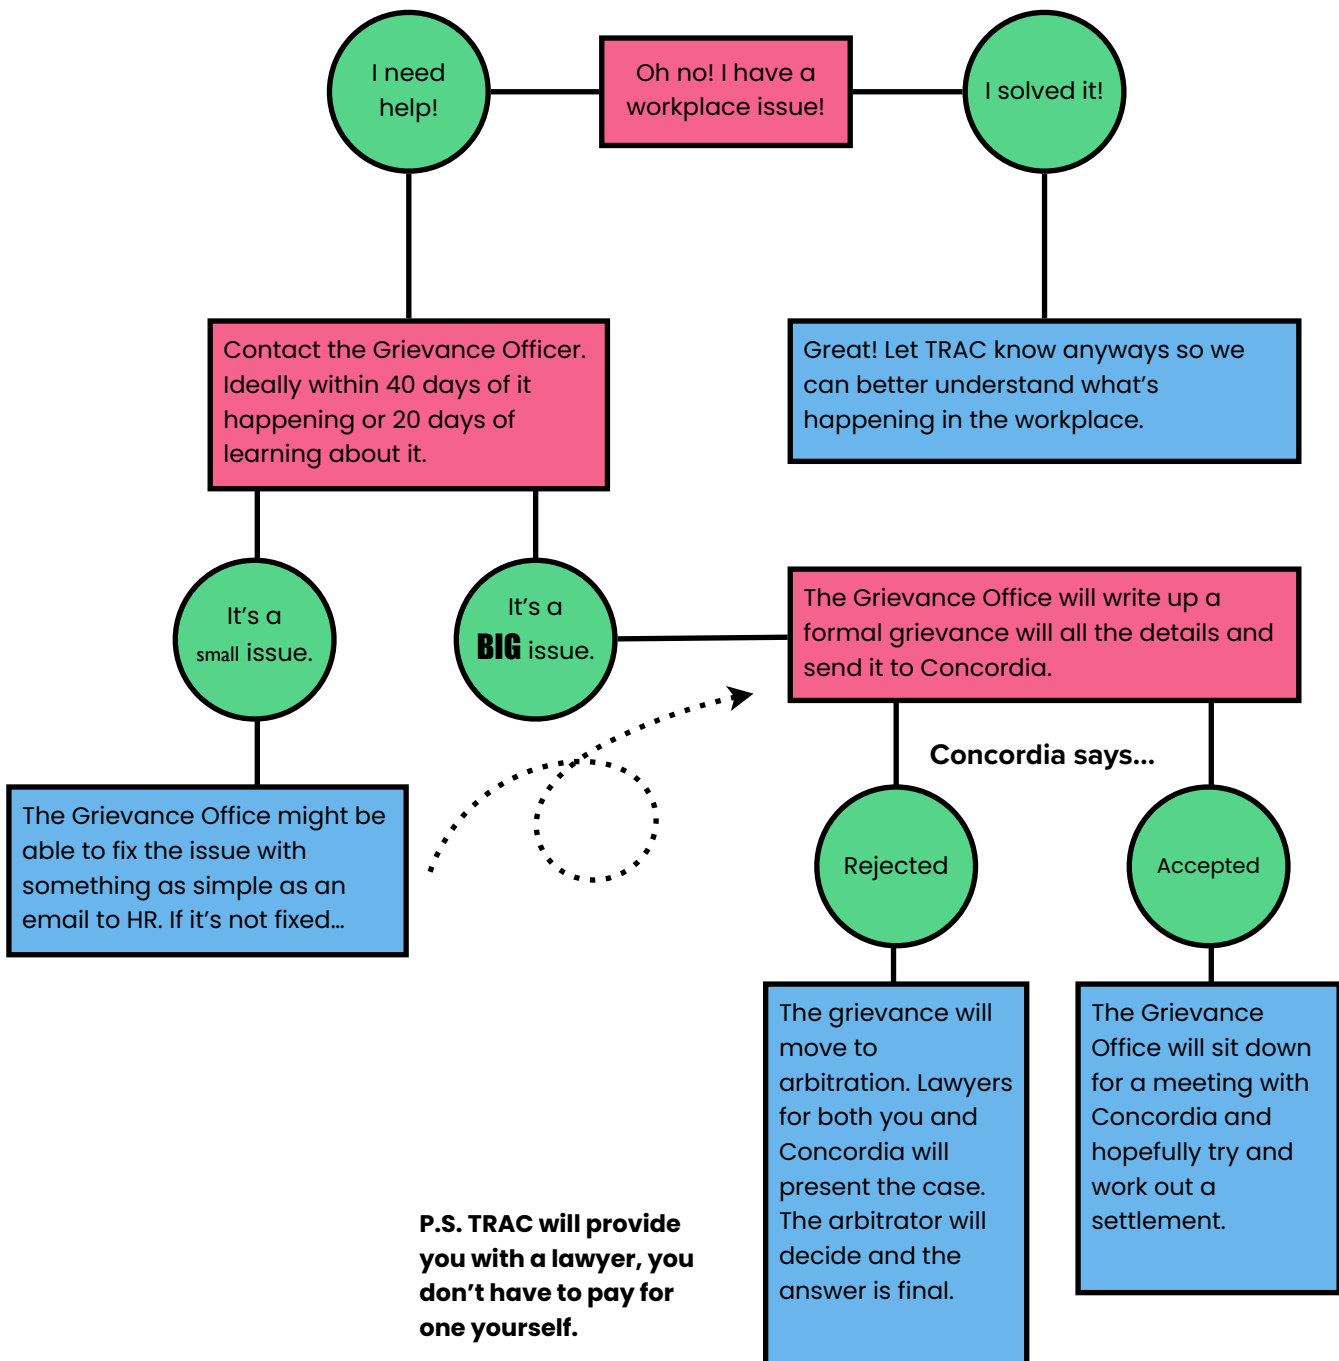 I need
help!
Oh no! I have a
workplace issue!
I solved it!
Contact the Grievance Officer.
Ideally within 40 days of it
happening or 20 days of
learning about it.
Great! Let TRAC know anyways so we
can better understand what's
happening in the workplace.
It's a
small issue.
It's a
BIG issue.
The Grievance Office will write up a
formal grievance will all the details and
send it to Concordia.
Concordia says...
The Grievance Office might be
able to fix the issue with
something as simple as an
email to HR. If it's not fixed...
Rejected
Accepted
The grievance will
move to
arbitration. Lawyers
for both you and
Concordia will
present the case.
The arbitrator will
decide and the
answer is final.
The Grievance
Office will sit down
for a meeting with
Concordia and
hopefully try and
work out a
settlement.
P.S. TRAC will provide
you with a lawyer, you
don't have to pay for
one yourself.